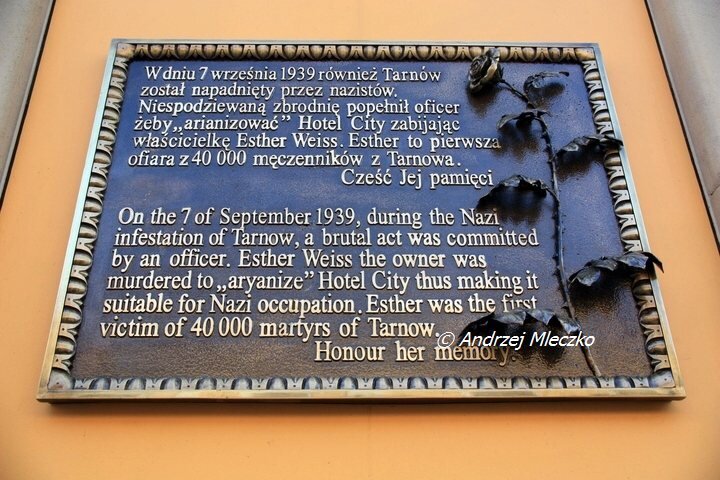 W dniu 7 września 1939 również Tarnów
został napadnięty przez nazistów.
Niespodziewaną zbrodnię popełnił oficer
żeby „arianizować” Hotel City zabijając
właścicielkę Esther Weiss. Esther to pierwsza
ofiara z 40 000 męczenników z Tarnowa.
Cześć Jej pamięci
On the 7 of September 1939, during the Nazi
infestation of Tarnow, a brutal act was committed
by an officer. Esther Weiss the owner was
murdered to „aryanize” Hotel City thus making it
suitable for Nazi occupation. Esther was the first
victim of 40 000 martyrs of Tarnow.
© Andrzej Mleczko
Honour her memory.